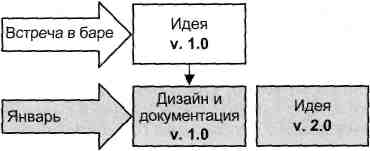 Встреча в баре
Идея
v. 1.0
Январь
Дизайн и
документация
v. 1.0
Идея
v. 2.0